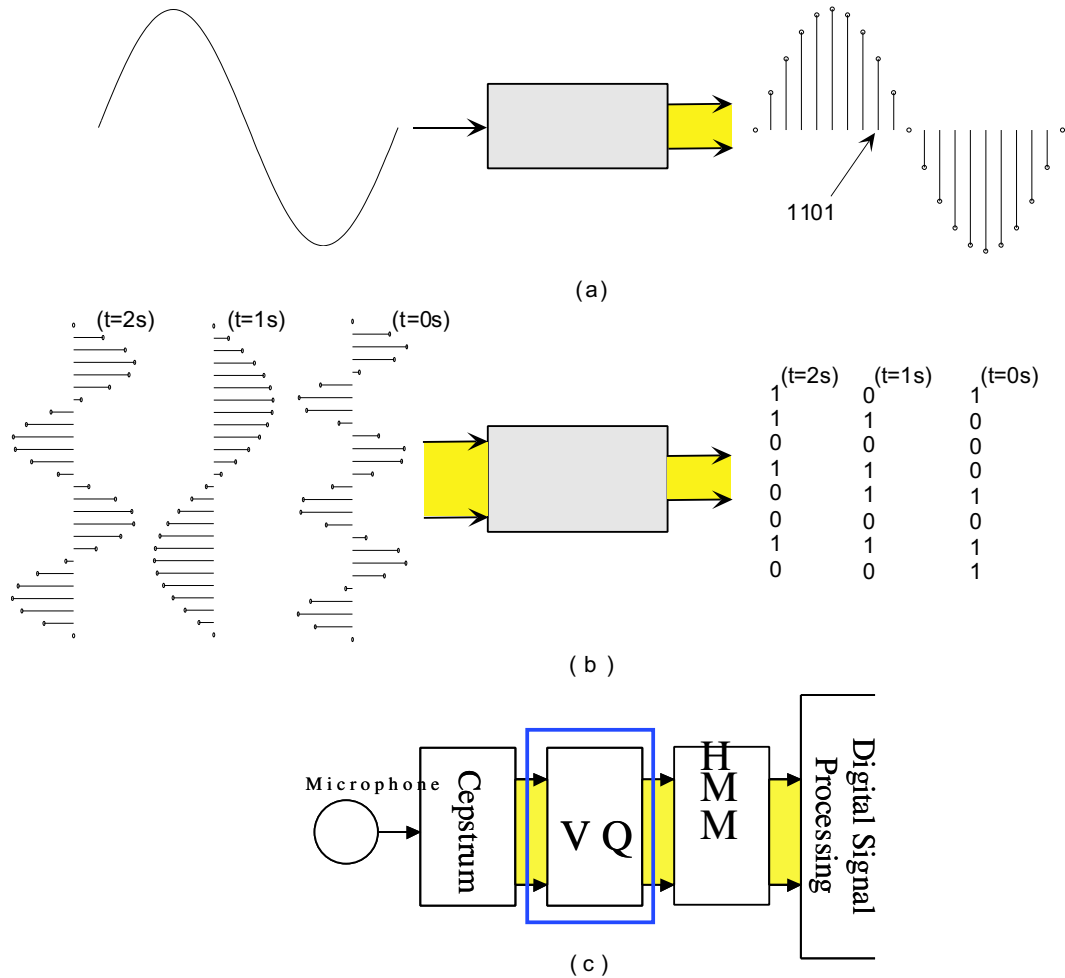 1101
(a)
(t=2s) (t=1s) (t=0s)
(t=2s) (t=1s) (t=0s)
1 0 1
1 1 0
0 0 0
1 1 0
0 1 1
0 0 0
1 1 1
0 0 1
( b )
Microphone
Cepstrum
V Q
H
M
M
Digital Signal
Processing
(c)